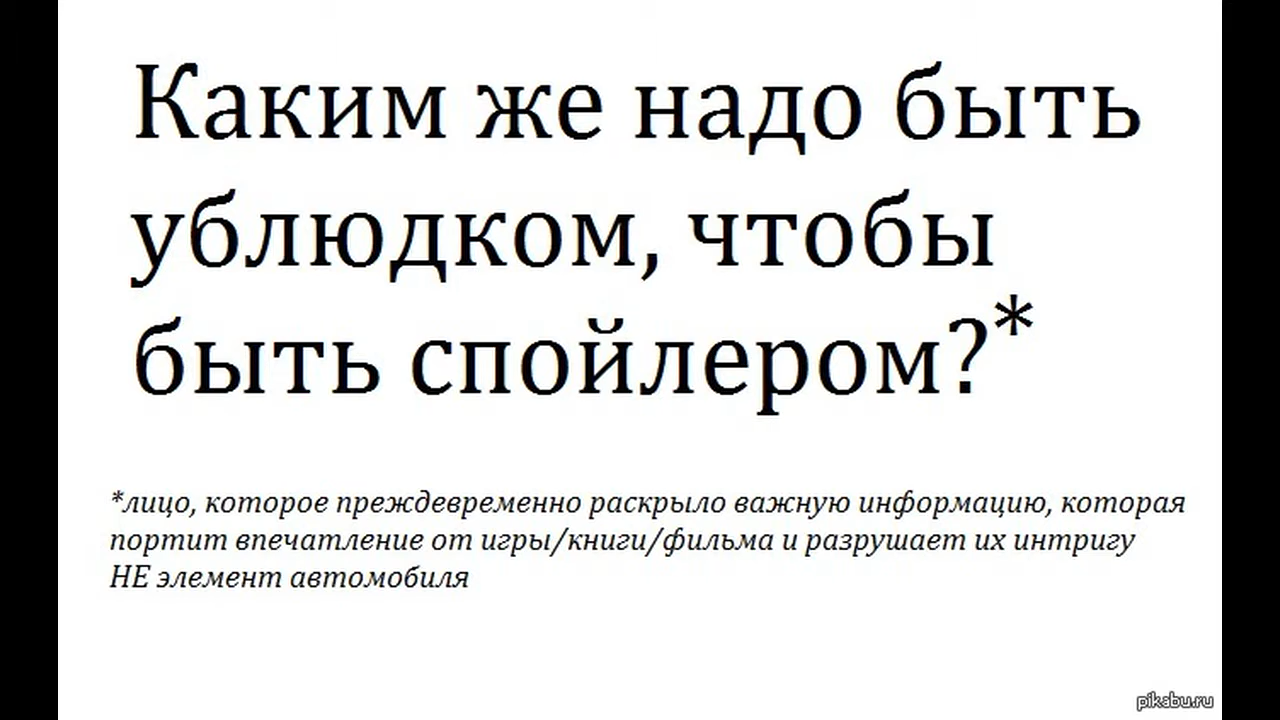 Каким же надо быть
ублюдком, чтобы
быть спойлером?*
*лицо, которое преждевременно раскрыло важную информацию, которая
портит впечатление от игры/книги/фильма и разрушает их интригу
НЕ элемент автомобиля
pikabu.ru